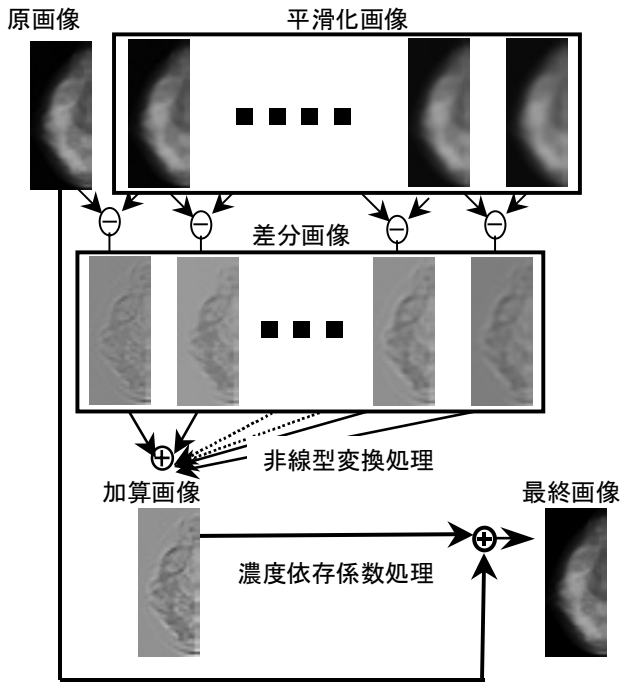 原画像
平滑化画像
差分画像
非線型変換処理
加算画像
最終画像
濃度依存係数処理